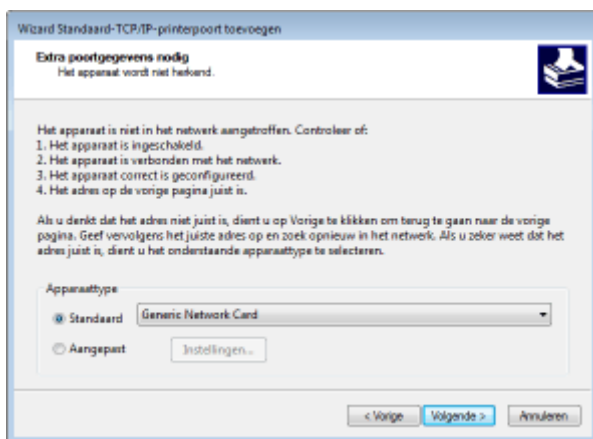 Wizard Standaard-TCP/IP-printerpoort toevoegen
Extra poortgegevens nodig
Het apparaat wordt niet herkend.
Het apparaat is niet in het netwerk aangetroffen. Controleer of:
1. Het apparaat is ingeschakeld.
2. Het apparaat is verbonden met het netwerk.
3. Het apparaat correct is geconfigureerd.
4. Het adres op de vorige pagina juist is.
Als u denkt dat het adres niet juist is, dient u op Vorige te klikken om terug te gaan naar de vorige
pagina. Geef vervolgens het juiste adres op en zoek opnieuw in het netwerk. Als u zeker weet dat het
adres juist is, dient u het onderstaande apparaattype te selecteren.
Apparaattype
Standaard Generic Network Card
Aangepast Instellingen...
< Vorige Volgende > Annuleren